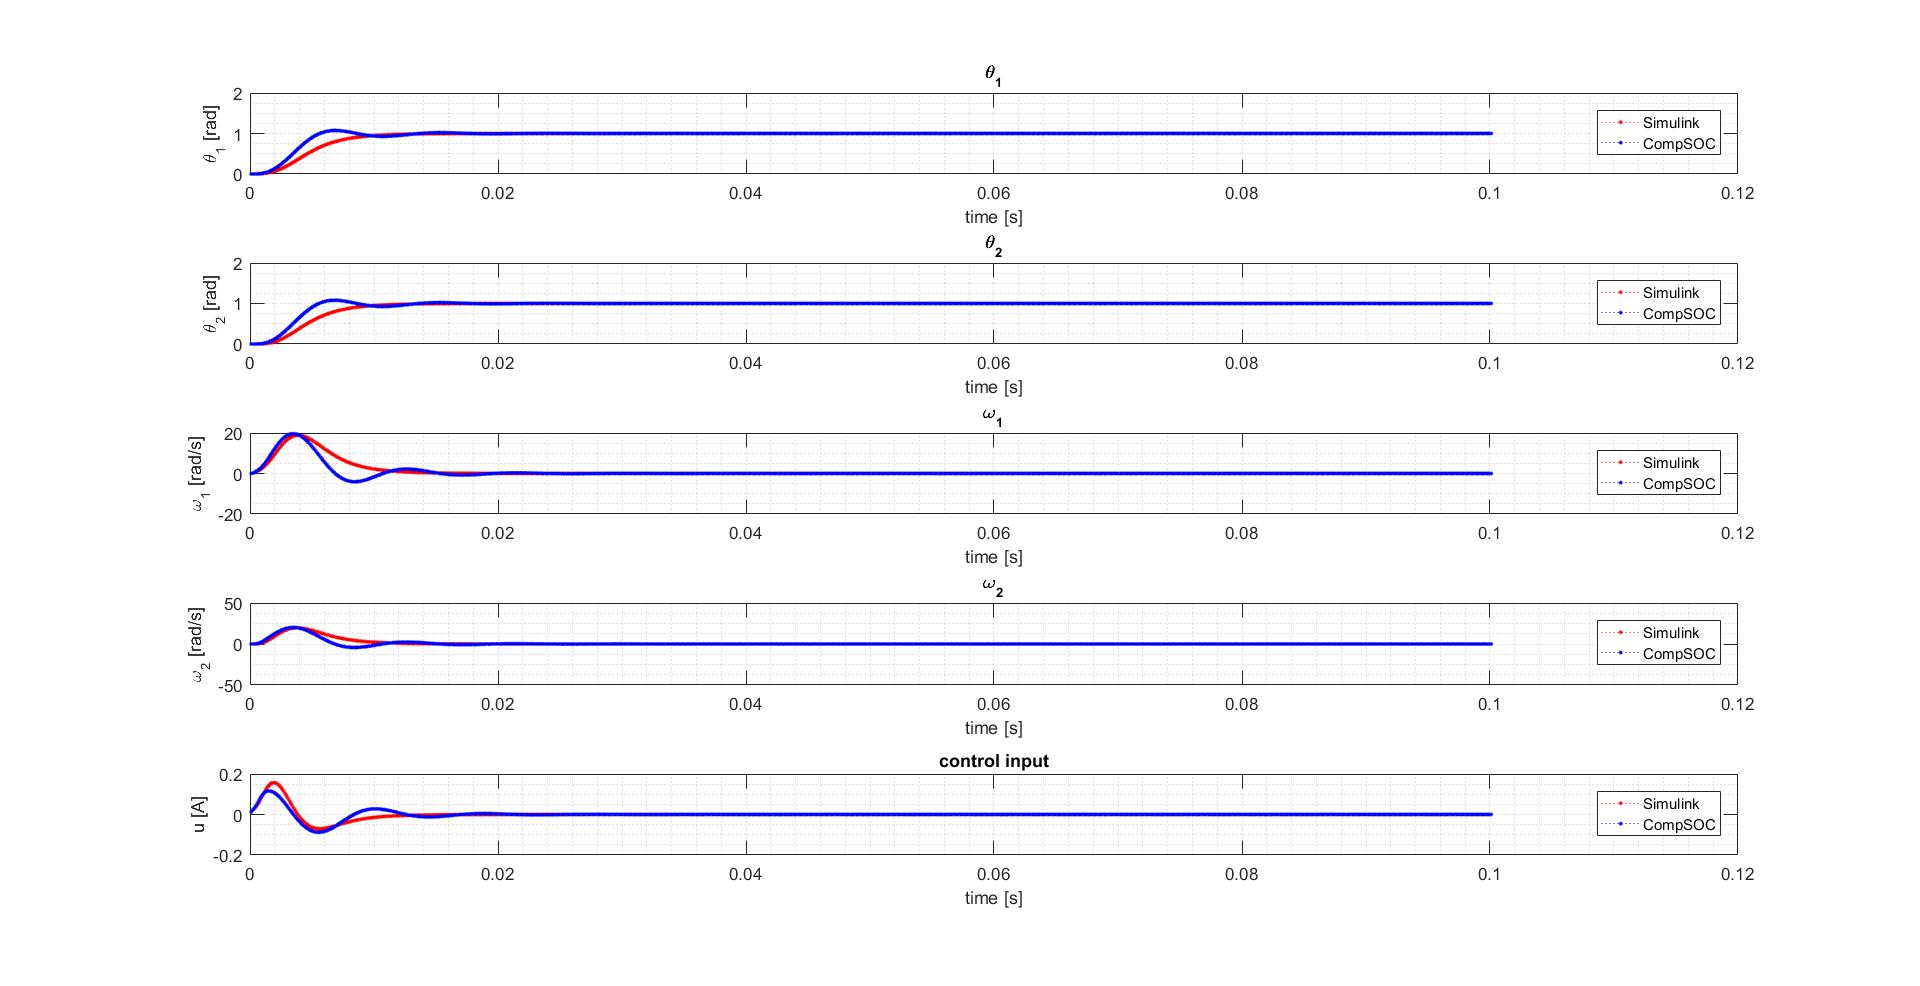 θ1
θ1 [rad]
2
1
0
Simulink
CompSOC
0 0.02 0.04 0.06 0.08 0.1 0.12
time [s]
θ2
θ2 [rad]
2
1
0
Simulink
CompSOC
0 0.02 0.04 0.06 0.08 0.1 0.12
time [s]
ω1
ω1 [rad/s]
20
0
-20
Simulink
CompSOC
0 0.02 0.04 0.06 0.08 0.1 0.12
time [s]
ω2
ω2 [rad/s]
50
0
-50
Simulink
CompSOC
0 0.02 0.04 0.06 0.08 0.1 0.12
time [s]
control input
u [A]
0.2
0
-0.2
Simulink
CompSOC
0 0.02 0.04 0.06 0.08 0.1 0.12
time [s]